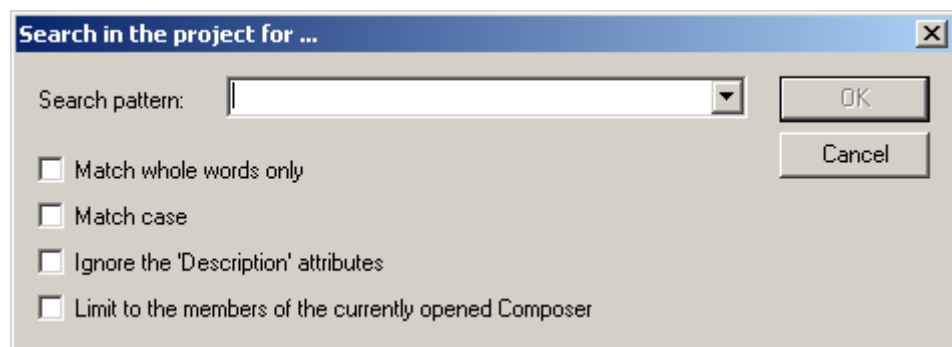 Search in the project for ...
Search pattern:
OK
Cancel
Match whole words only
Match case
Ignore the 'Description' attributes
Limit to the members of the currently opened Composer